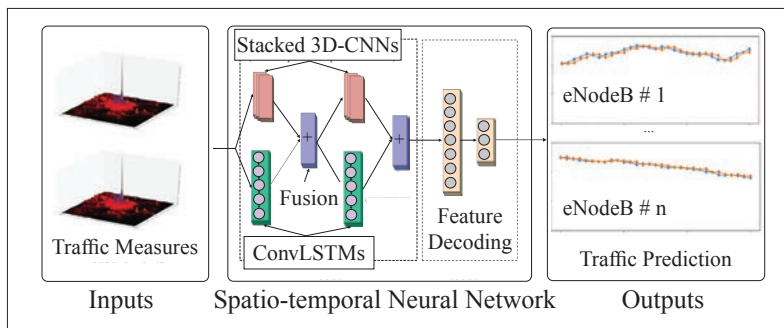 Stacked 3D-CNNs
+
+
Fusion
ConvLSTMs
Feature
Decoding
Traffic Measures
eNodeB # 1
...
eNodeB # n
Traffic Prediction
Inputs
Spatio-temporal Neural Network
Outputs